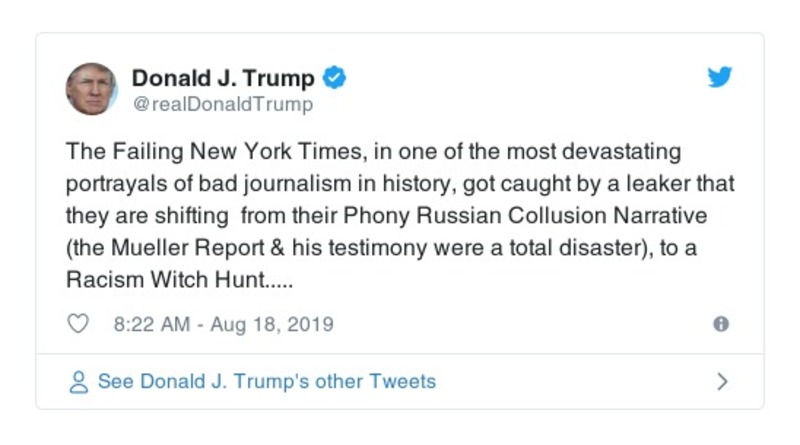 Donald J. Trump
@realDonaldTrump
The Failing New York Times, in one of the most devastating
portrayals of bad journalism in history, got caught by a leaker that
they are shifting  from their Phony Russian Collusion Narrative
(the Mueller Report & his testimony were a total disaster), to a
Racism Witch Hunt.....
8:22 AM - Aug 18, 2019
See Donald J. Trump's other Tweets